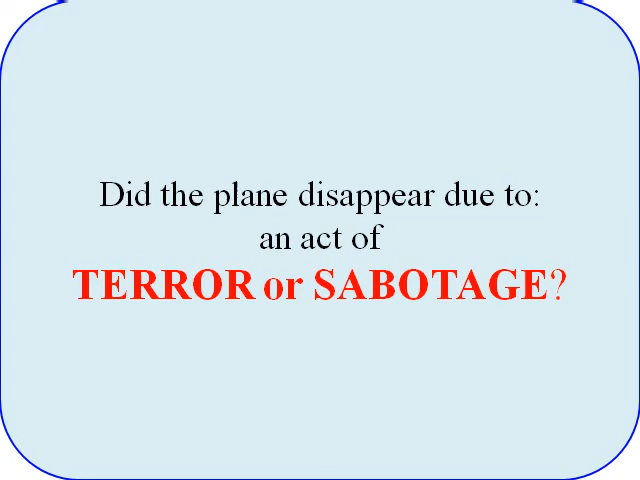 Did the plane disappear due to:
an act of
TERROR or SABOTAGE?